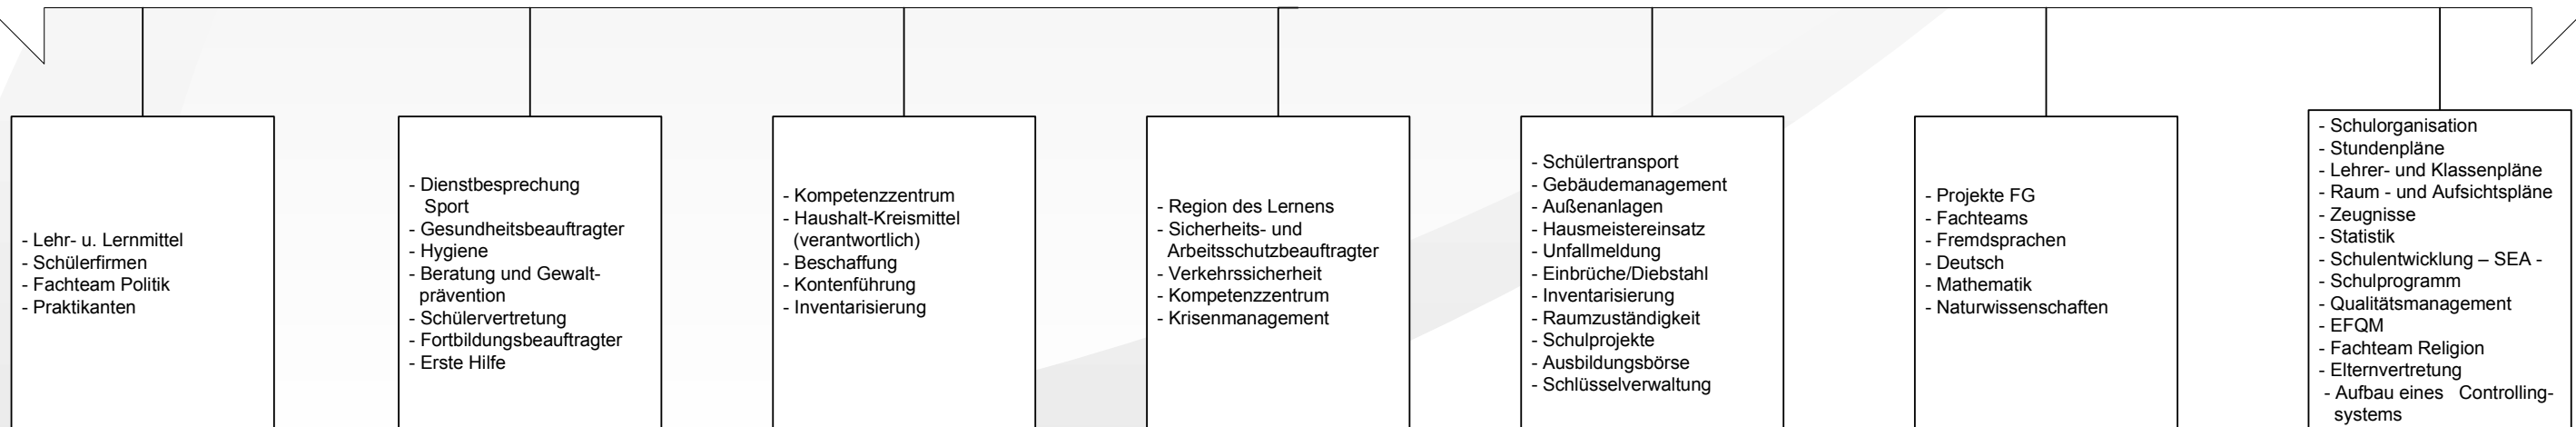 - Lehr- u. Lernmittel
- Schülerfirmen
- Fachteam Politik
- Praktikanten
- Dienstbesprechung
Sport
- Gesundheitsbeauftragter
- Hygiene
- Beratung und Gewalt-
prävention
- Schülervertretung
- Fortbildungsbeauftragter
- Erste Hilfe
- Kompetenzzentrum
- Haushalt-Kreismittel
(verantwortlich)
- Beschaffung
- Kontenführung
- Inventarisierung
- Region des Lernens
- Sicherheits- und
Arbeitsschutzbeauftragter
- Verkehrssicherheit
- Kompetenzzentrum
- Krisenmanagement
- Schülertransport
- Gebäudemanagement
- Außenanlagen
- Hausmeistereinsatz
- Unfallmeldung
- Einbrüche/Diebstahl
- Inventarisierung
- Raumzuständigkeit
- Schulprojekte
- Ausbildungsbörse
- Schlüsselverwaltung
- Projekte FG
- Fachteams
- Fremdsprachen
- Deutsch
- Mathematik
- Naturwissenschaften
- Schulorganisation
- Stundenpläne
- Lehrer- und Klassenpläne
- Raum - und Aufsichtspläne
- Zeugnisse
- Statistik
- Schulentwicklung – SEA -
- Schulprogramm
- Qualitätsmanagement
- EFQM
- Fachteam Religion
- Elternvertretung
- Aufbau eines Controlling-
systems